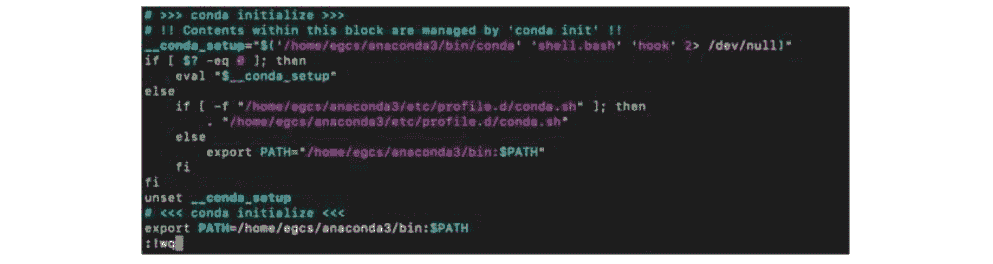 # >>> conda initialize >>>
# !! Contents within this block are managed by 'conda init' !!
__conda_setup="$('/home/egcs/anaconda3/bin/conda' 'shell.bash' 'hook' 2> /dev/null)"
if [ $? -eq 0 ]; then
    eval "$__conda_setup"
else
    if [ -f "/home/egcs/anaconda3/etc/profile.d/conda.sh" ]; then
        . "/home/egcs/anaconda3/etc/profile.d/conda.sh"
    else
        export PATH="/home/egcs/anaconda3/bin:$PATH"
    fi
fi
unset __conda_setup
# <<< conda initialize <<<
export PATH=/home/egcs/anaconda3/bin:$PATH
:!wq